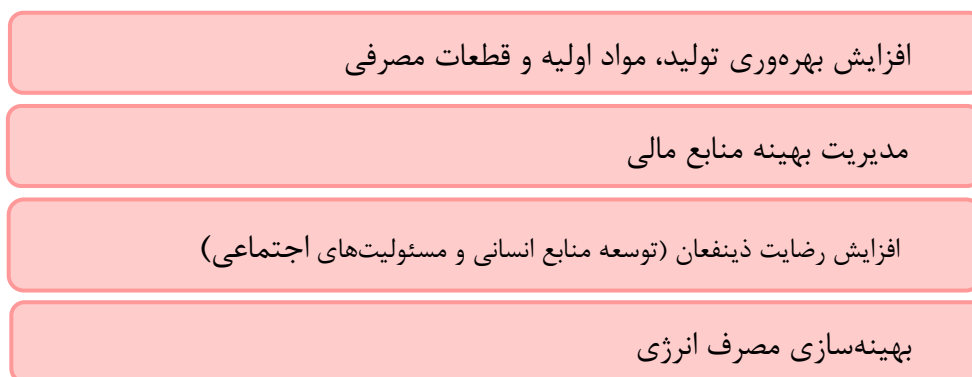 افزایش بهره‌وری تولید، مواد اولیه و قطعات مصرفی
مدیریت بهینه منابع مالی
افزایش رضایت ذینفعان (توسعه منابع انسانی و مسئولیت‌های اجتماعی)
بهینه‌سازی مصرف انرژی